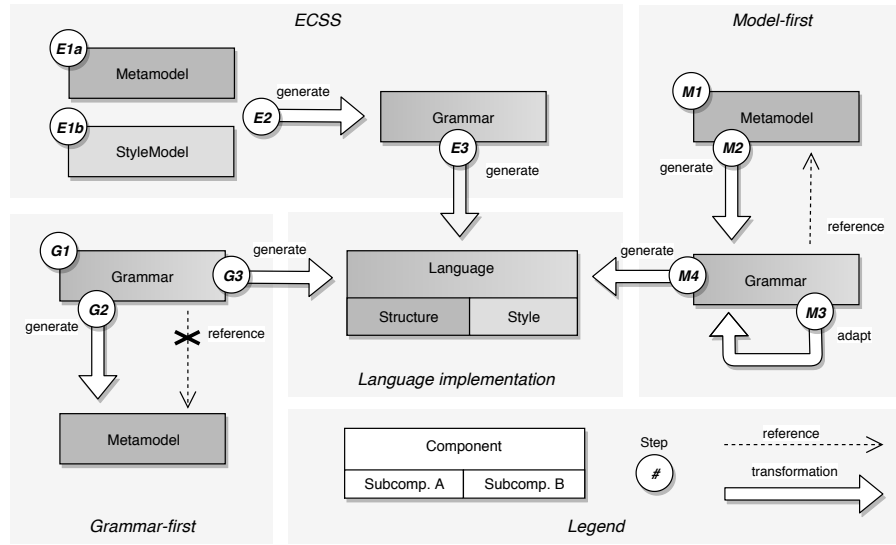 ECSS
E1a
Metamodel
E1b
StyleModel
E2
generate
Grammar
E3
generate
Model-first
M1
Metamodel
M2
generate
reference
M4
generate
Grammar
M3
adapt
G1
Grammar
G3
generate
G2
generate
reference
Metamodel
Grammar-first
Language
Structure
Style
Language implementation
Component
Subcomp. A
Subcomp. B
Step
#
reference
transformation
Legend